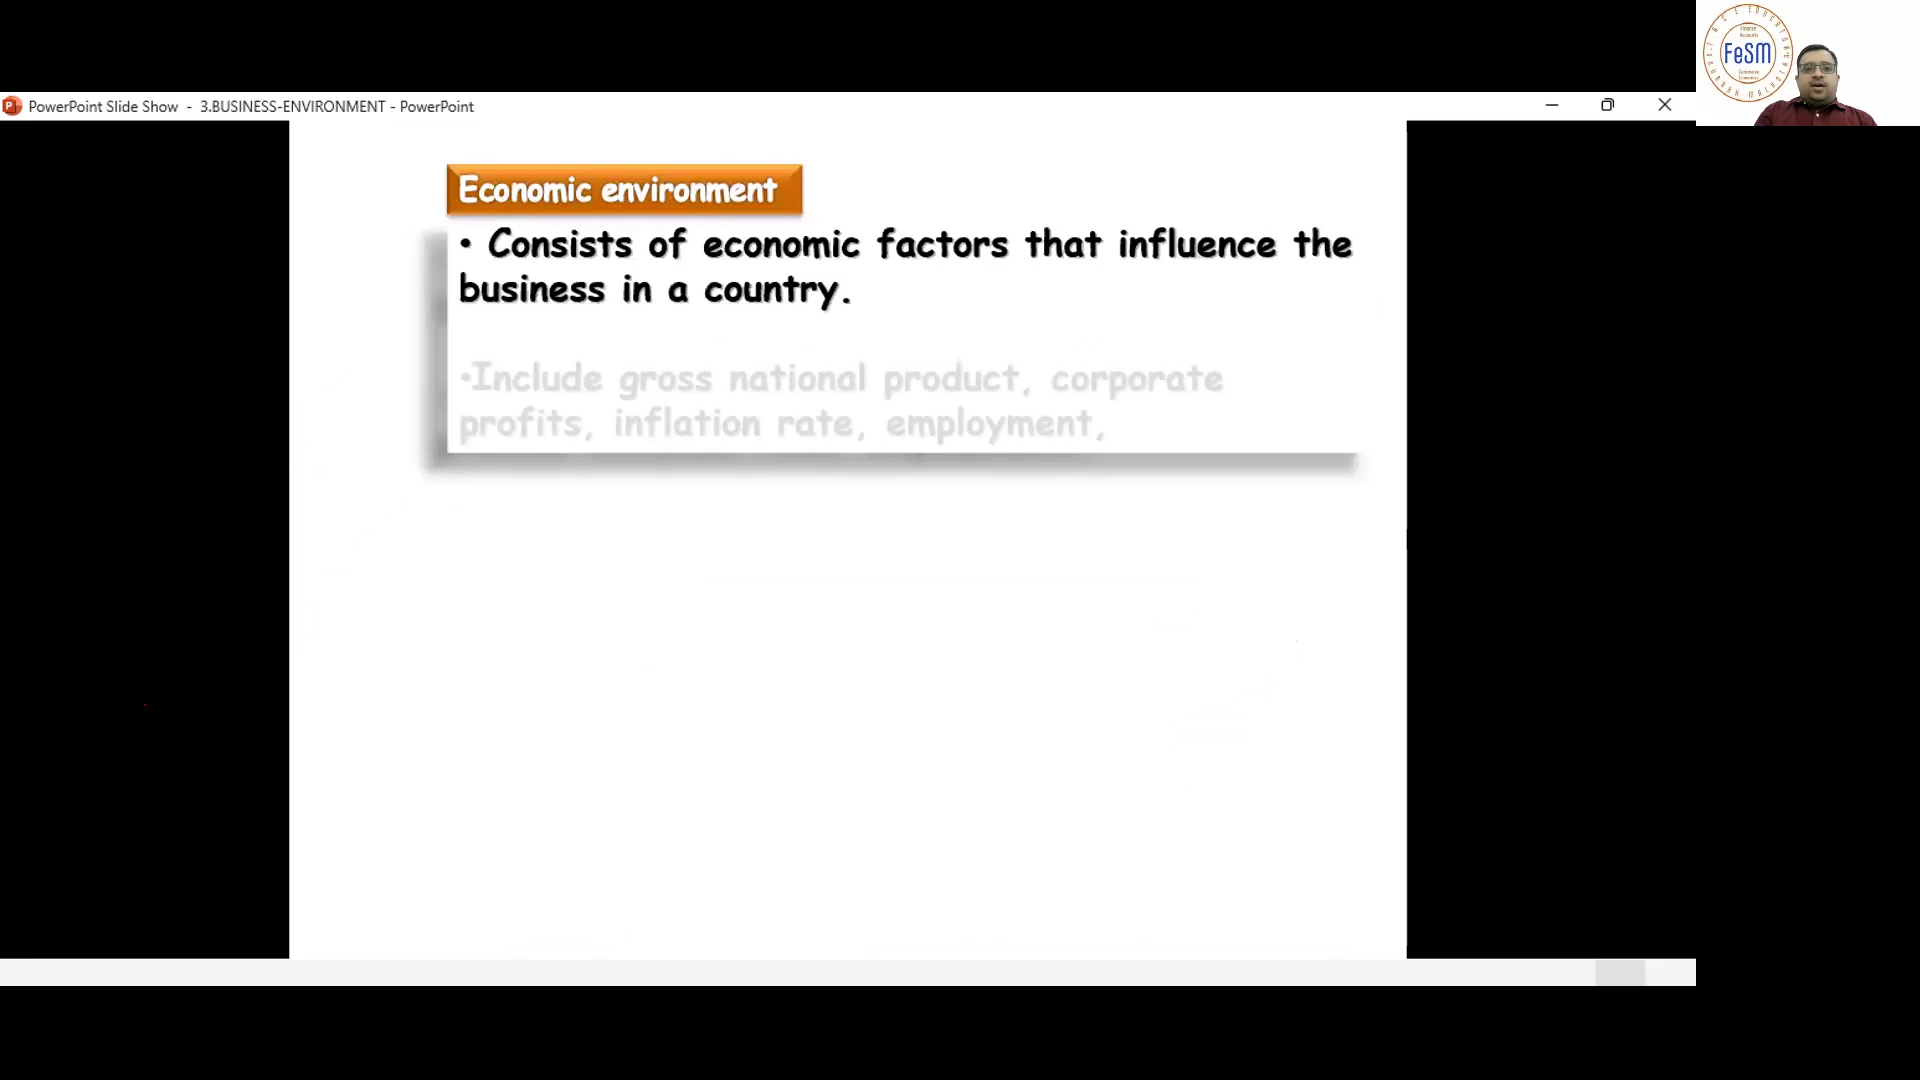 PowerPoint Slide Show - 3.BUSINESS-ENVIRONMENT - PowerPoint
FeSM
Economic environment
• Consists of economic factors that influence the
business in a country.
•Include gross national product, corporate
profits, inflation rate, employment,